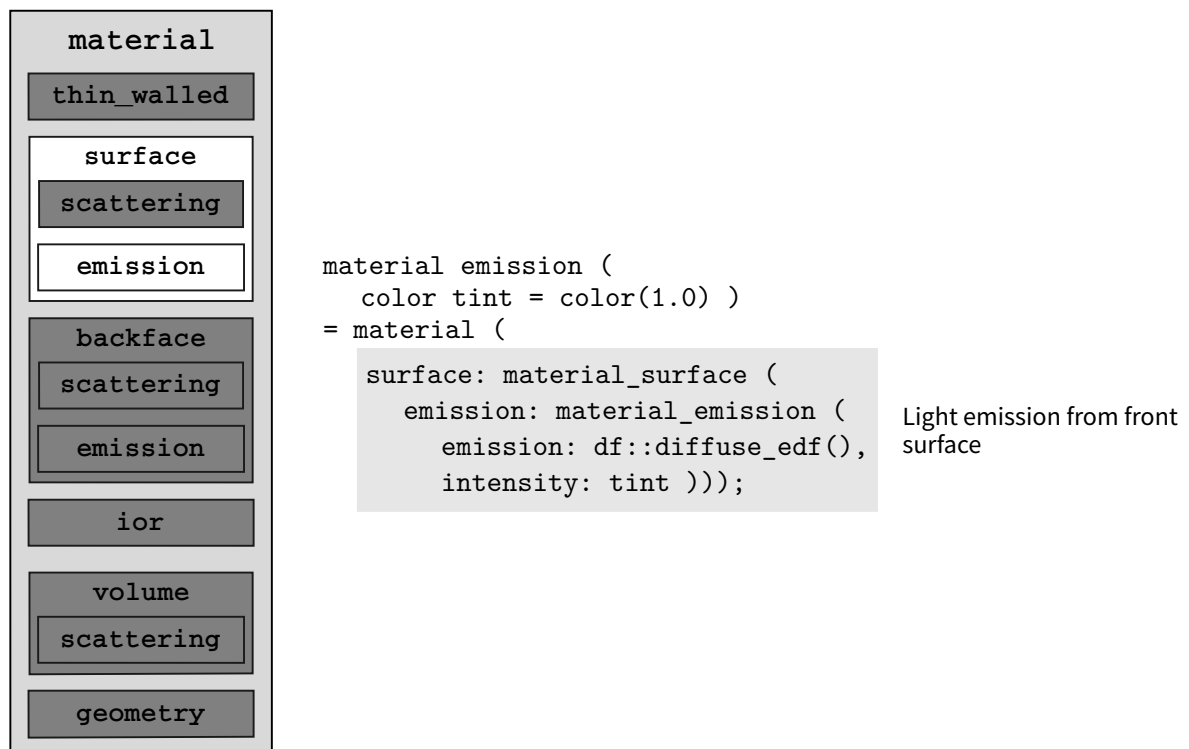 material
thin_walled
surface
scattering
emission
backface
scattering
emission
ior
volume
scattering
geometry
material emission (
color tint = color(1.0) )
= material (
surface: material_surface (
emission: material_emission (
emission: df::diffuse_edf(),
intensity: tint )));
Light emission from front
surface